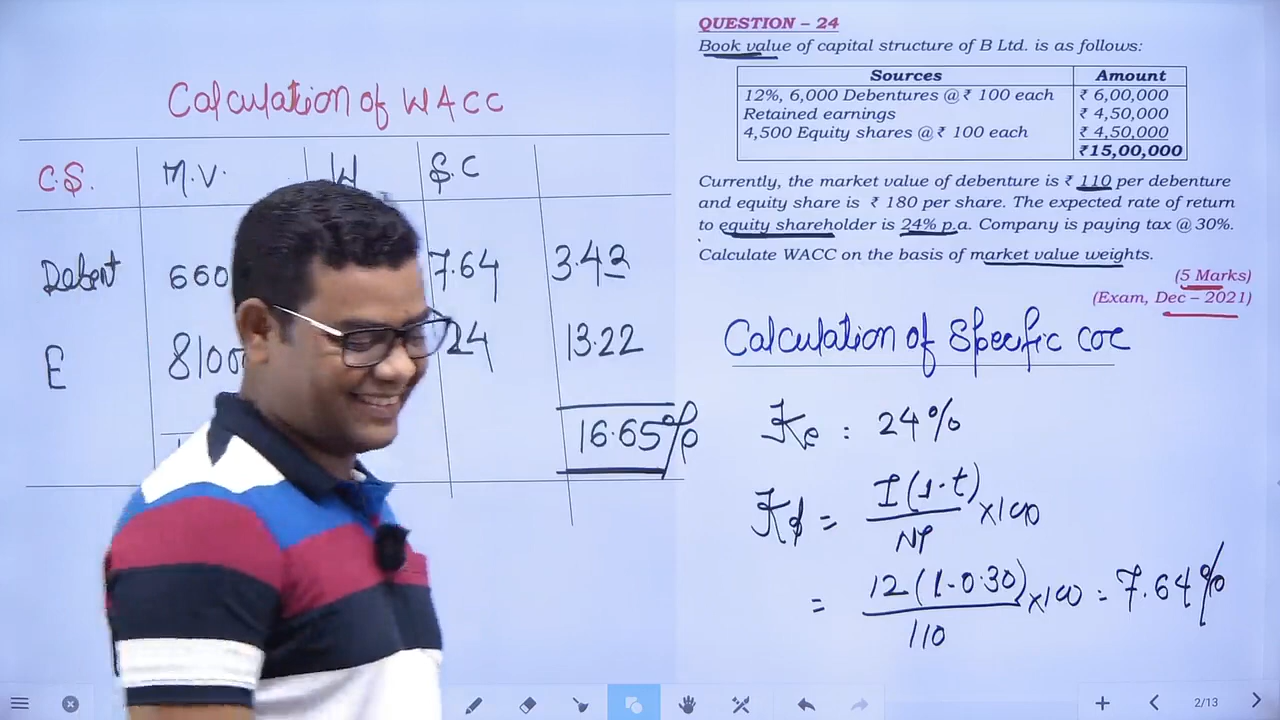 Calculation of WACC
C.S. M.V. W S.C
Debent 660 7.64 3.43
E 8100 24 13.22
16.65%
QUESTION – 24
Book value of capital structure of B Ltd. is as follows:
Sources Amount
12%, 6,000 Debentures @ ₹ 100 each ₹ 6,00,000
Retained earnings ₹ 4,50,000
4,500 Equity shares @ ₹ 100 each ₹ 4,50,000
₹15,00,000
Currently, the market value of debenture is ₹ 110 per debenture
and equity share is ₹ 180 per share. The expected rate of return
to equity shareholder is 24% p.a. Company is paying tax @ 30%.
Calculate WACC on the basis of market value weights.
(5 Marks)
(Exam, Dec – 2021)
Calculation of Specific COC
Ke : 24%
Kd = I(1-t) x100
NP
= 12(1-0.30) x100 = 7.64%
110
2/13